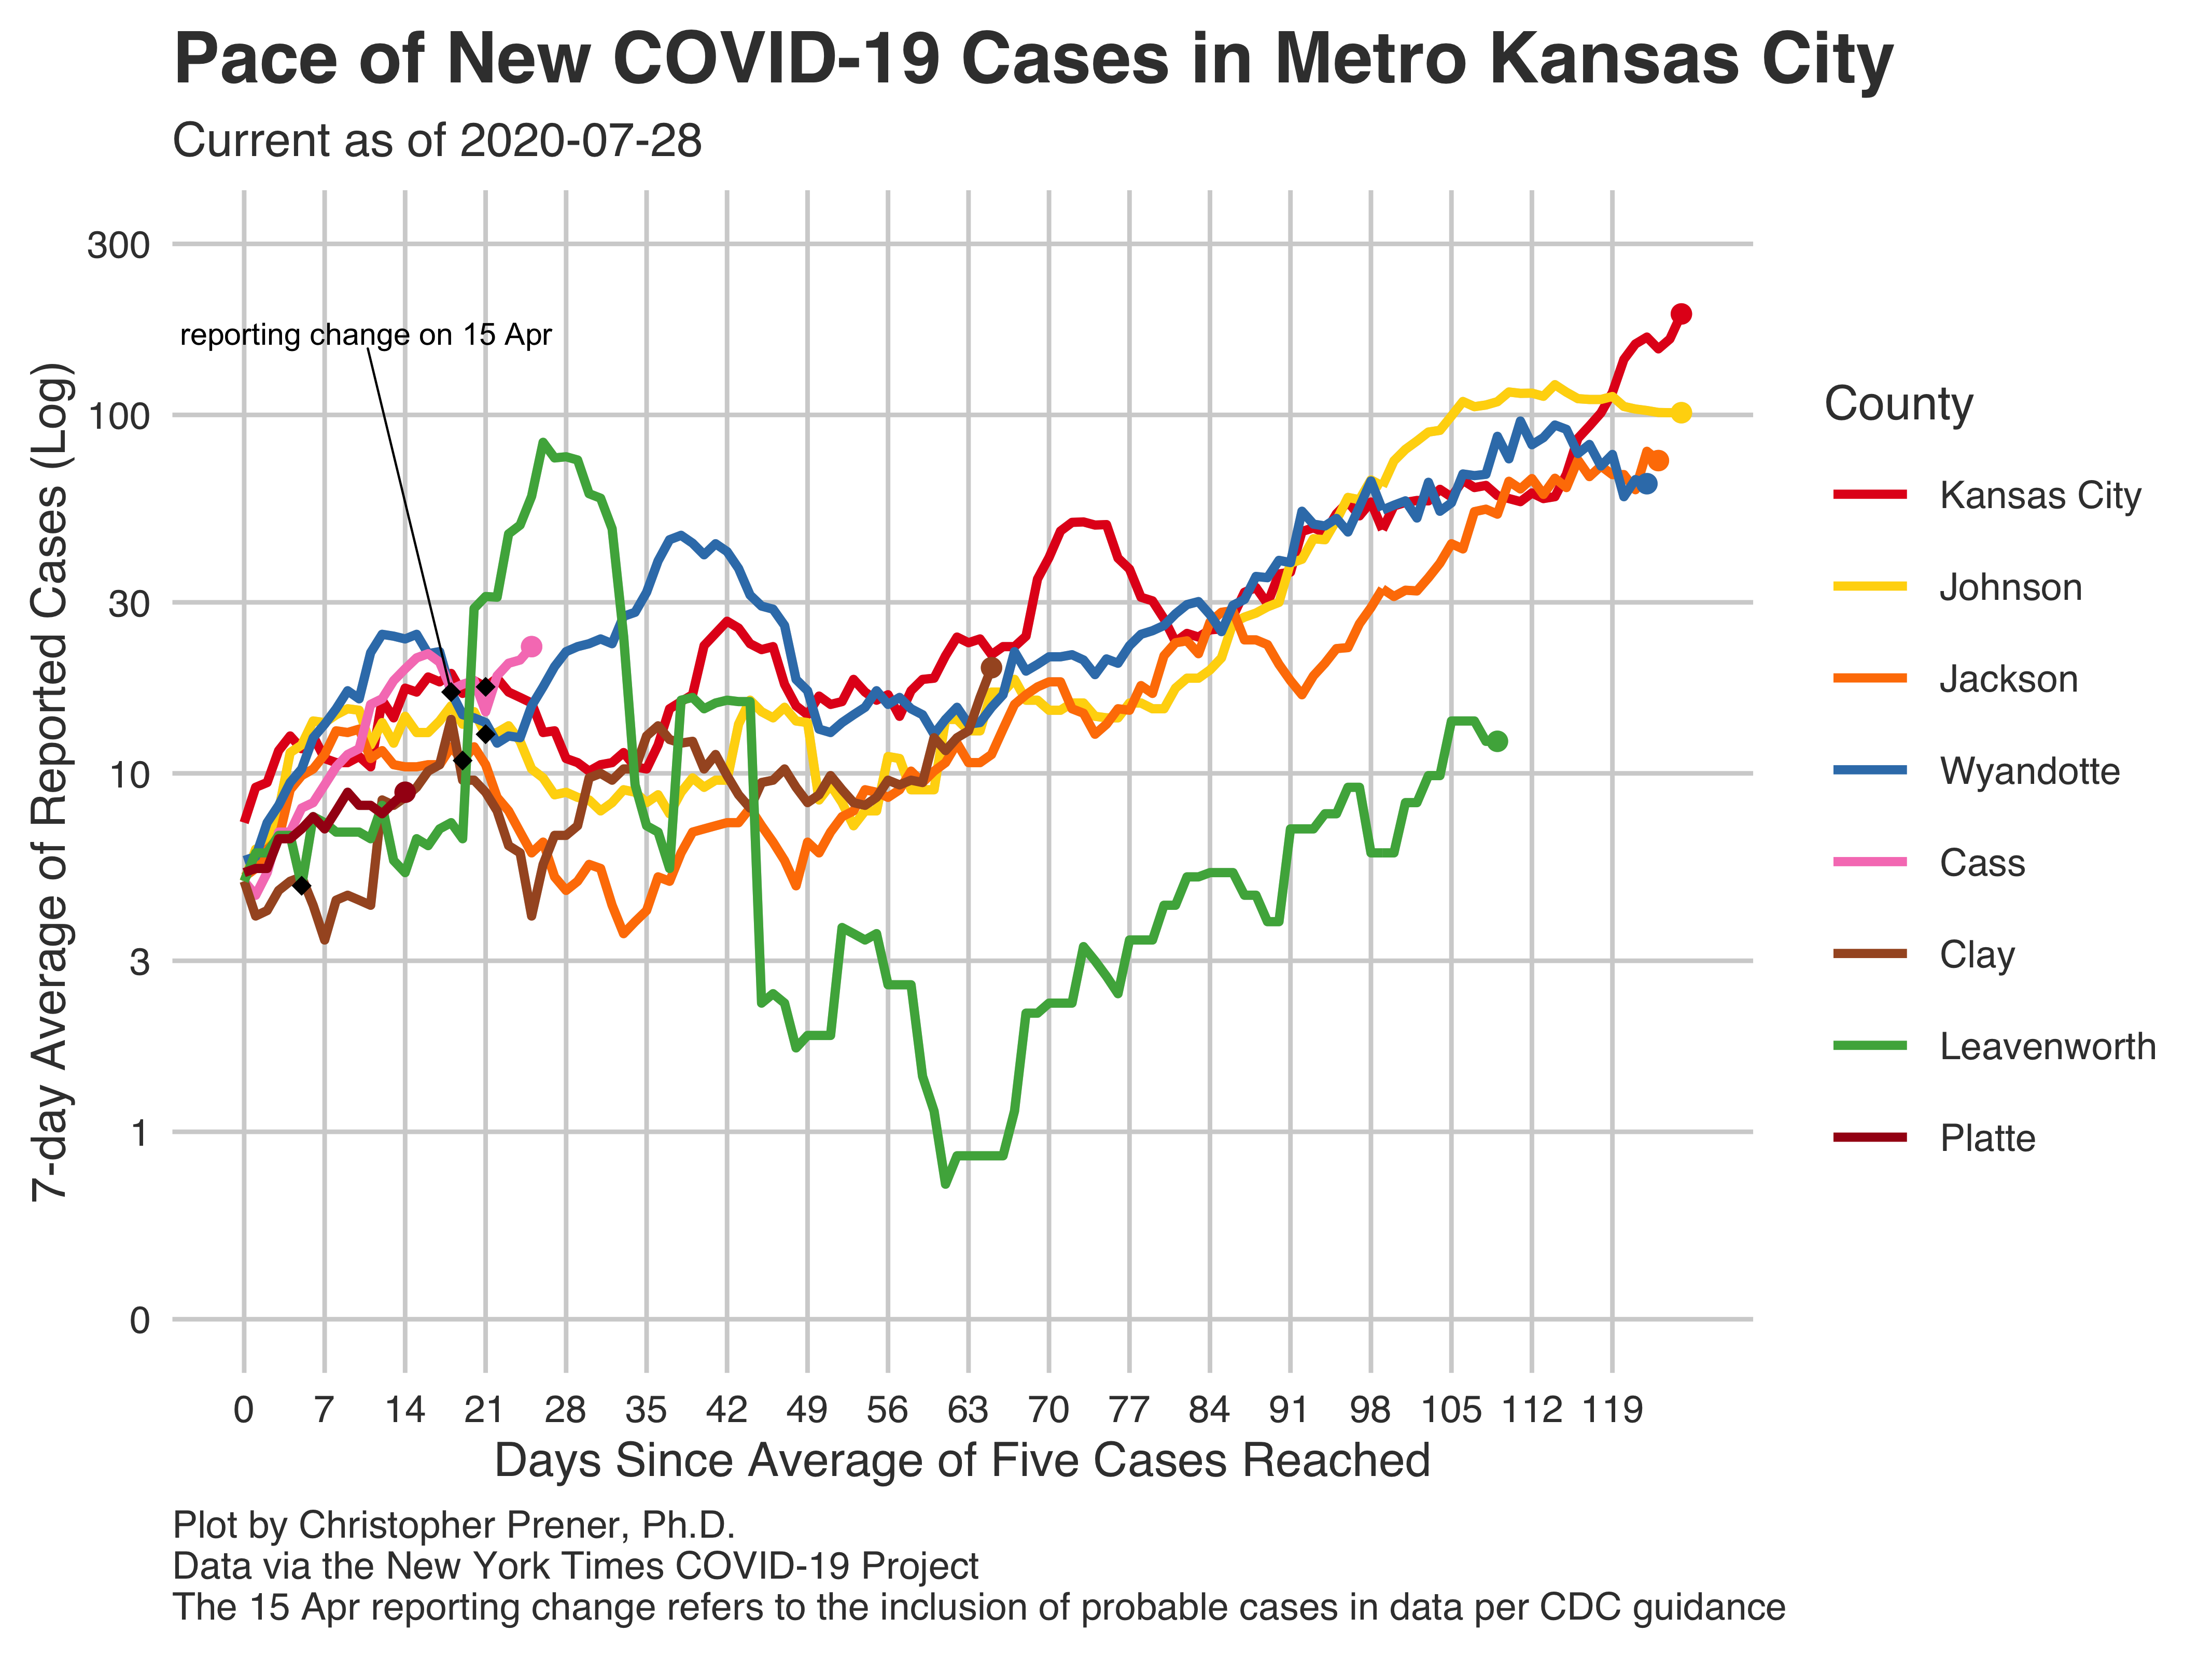 Pace of New COVID-19 Cases in Metro Kansas City
Current as of 2020-07-28
7-day Average of Reported Cases (Log)
300
100
30
10
3
1
0
reporting change on 15 Apr
0 7 14 21 28 35 42 49 56 63 70 77 84 91 98 105 112 119
Days Since Average of Five Cases Reached
County
Kansas City
Johnson
Jackson
Wyandotte
Cass
Clay
Leavenworth
Platte
Plot by Christopher Prener, Ph.D.
Data via the New York Times COVID-19 Project
The 15 Apr reporting change refers to the inclusion of probable cases in data per CDC guidance